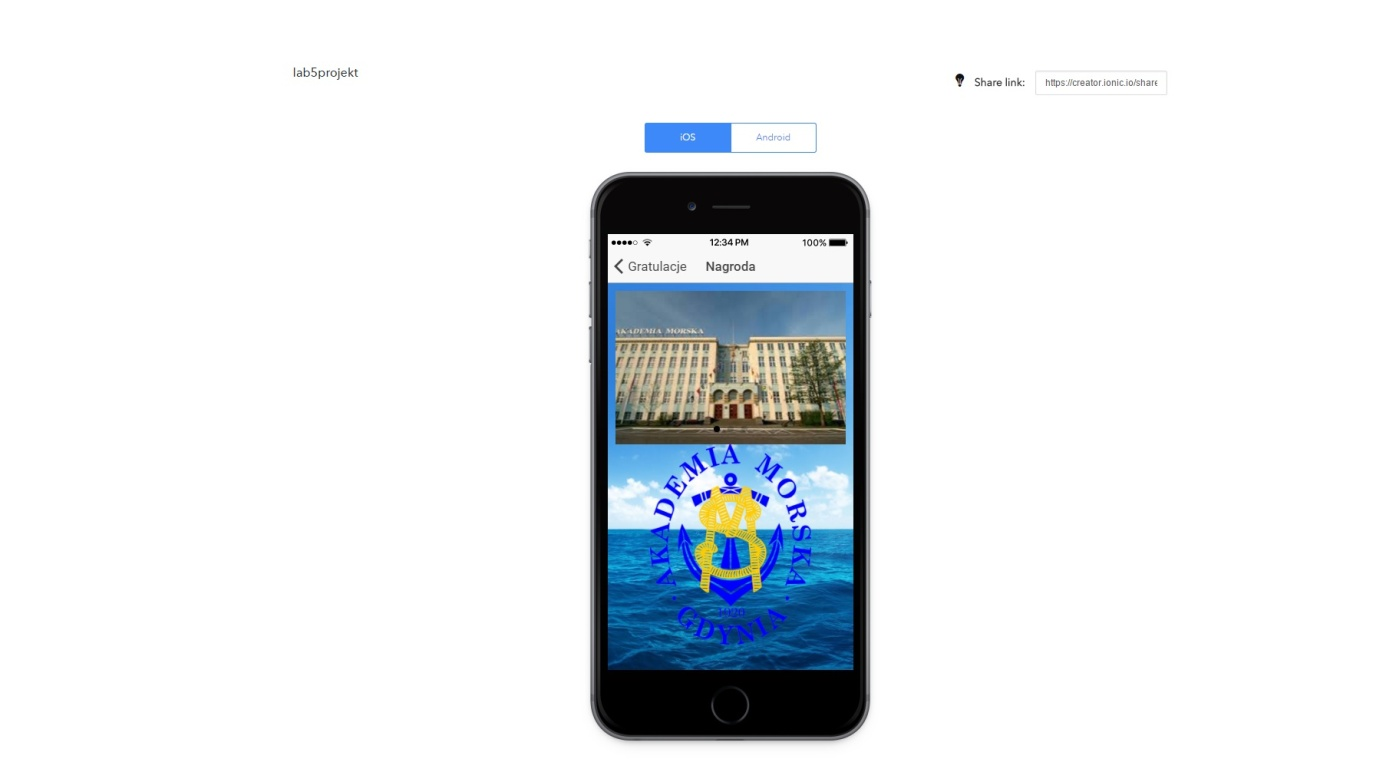 lab5projekt
Share link:
https://creator.ionic.io/share
iOS
Android
12:34 PM
100%
Gratulacje
Nagroda
AKADEMIA MORSKA
AKADEMIA MORSKA
1920
· GDYNIA ·